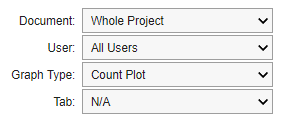 Document: Whole Project
User: All Users
Graph Type: Count Plot
Tab: N/A